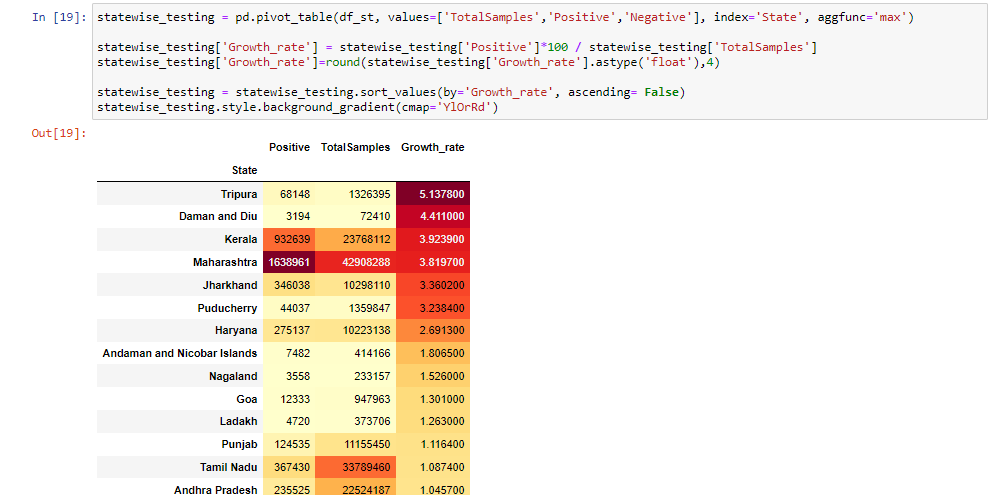 In [19]: statewise_testing = pd.pivot_table(df_st, values=['TotalSamples','Positive','Negative'], index='State', aggfunc='max')
statewise_testing['Growth_rate'] = statewise_testing['Positive']*100 / statewise_testing['TotalSamples']
statewise_testing['Growth_rate']=round(statewise_testing['Growth_rate'].astype('float'),4)
statewise_testing = statewise_testing.sort_values(by='Growth_rate', ascending= False)
statewise_testing.style.background_gradient(cmap='YlOrRd')
Out[19]:
Positive TotalSamples Growth_rate
State
Tripura 68148 1326395 5.137800
Daman and Diu 3194 72410 4.411000
Kerala 932639 23768112 3.923900
Maharashtra 1638961 42908288 3.819700
Jharkhand 346038 10298110 3.360200
Puducherry 44037 1359847 3.238400
Haryana 275137 10223138 2.691300
Andaman and Nicobar Islands 7482 414166 1.806500
Nagaland 3558 233157 1.526000
Goa 12333 947963 1.301000
Ladakh 4720 373706 1.263000
Punjab 124535 11155450 1.116400
Tamil Nadu 367430 33789460 1.087400
Andhra Pradesh 235525 22524187 1.045700